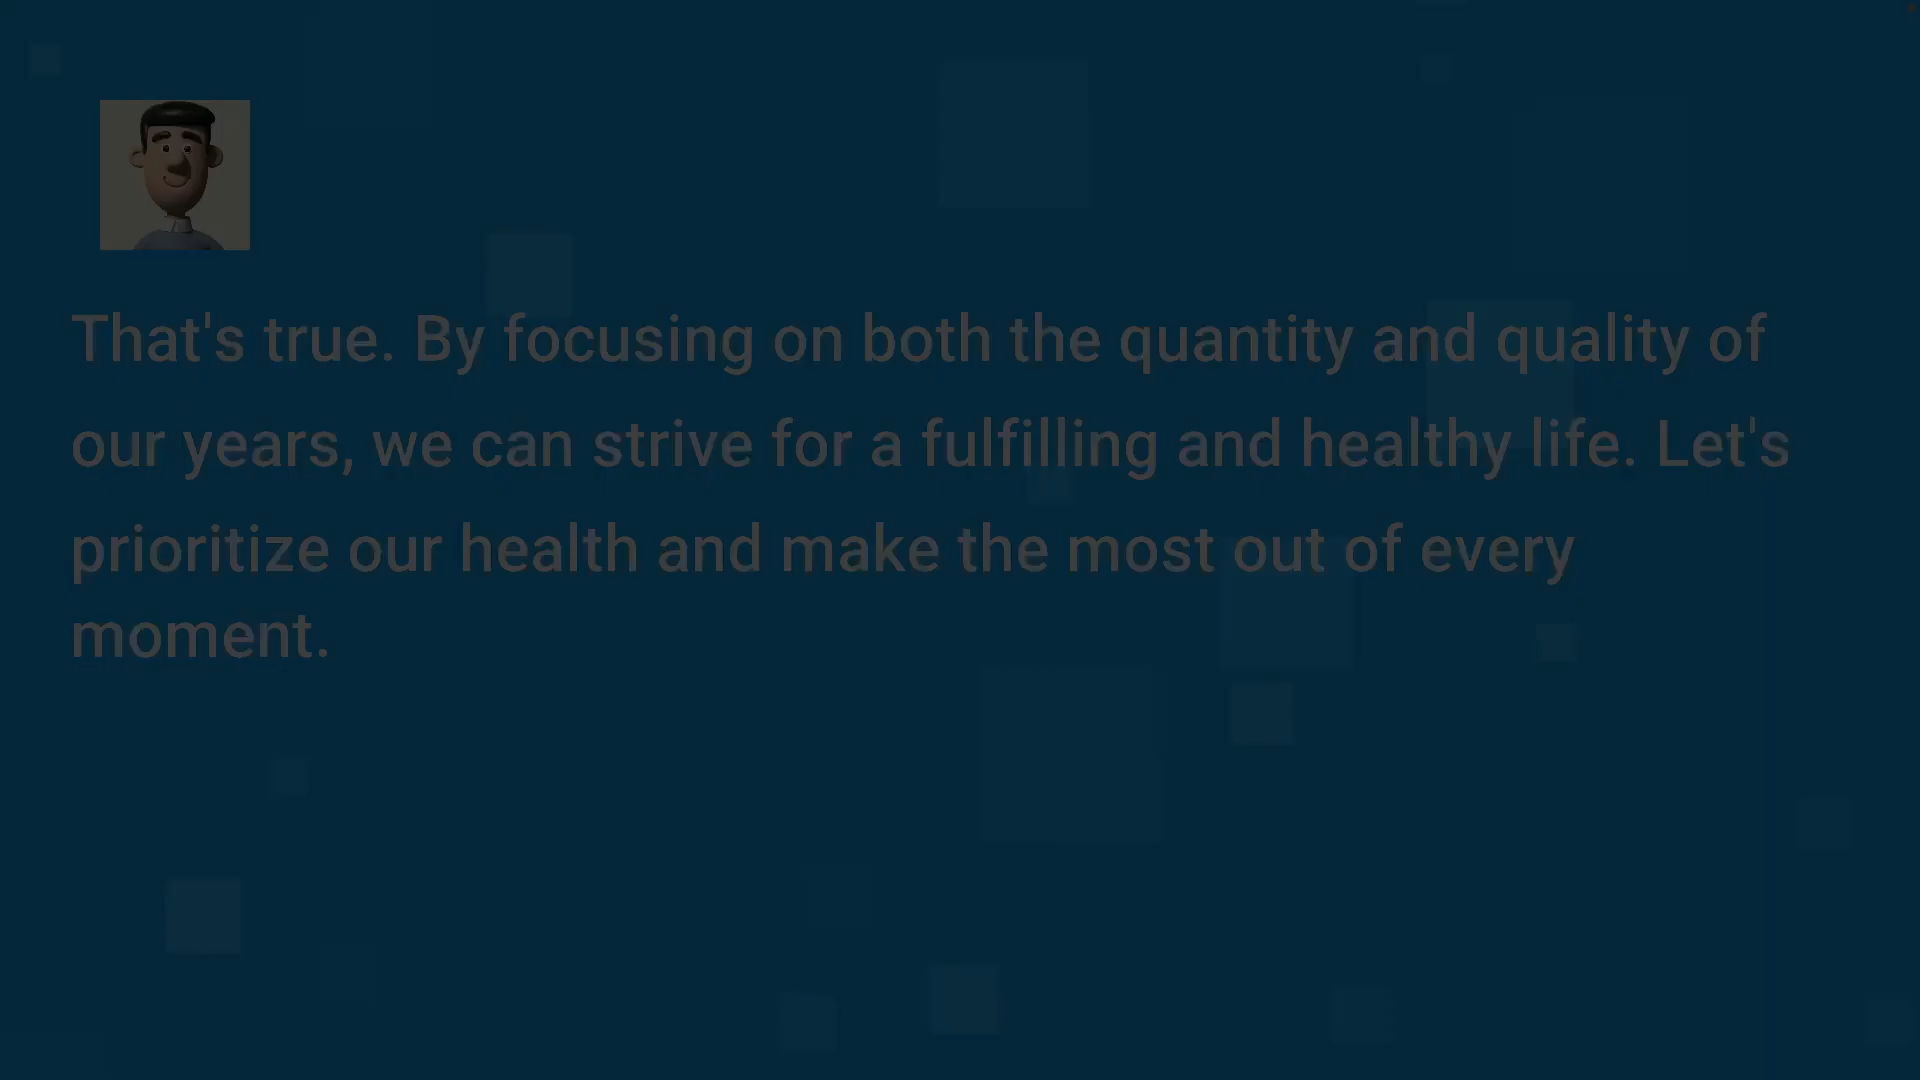 That's true. By focusing on both the quantity and quality of
our years, we can strive for a fulfilling and healthy life. Let's
prioritize our health and make the most out of every
moment.